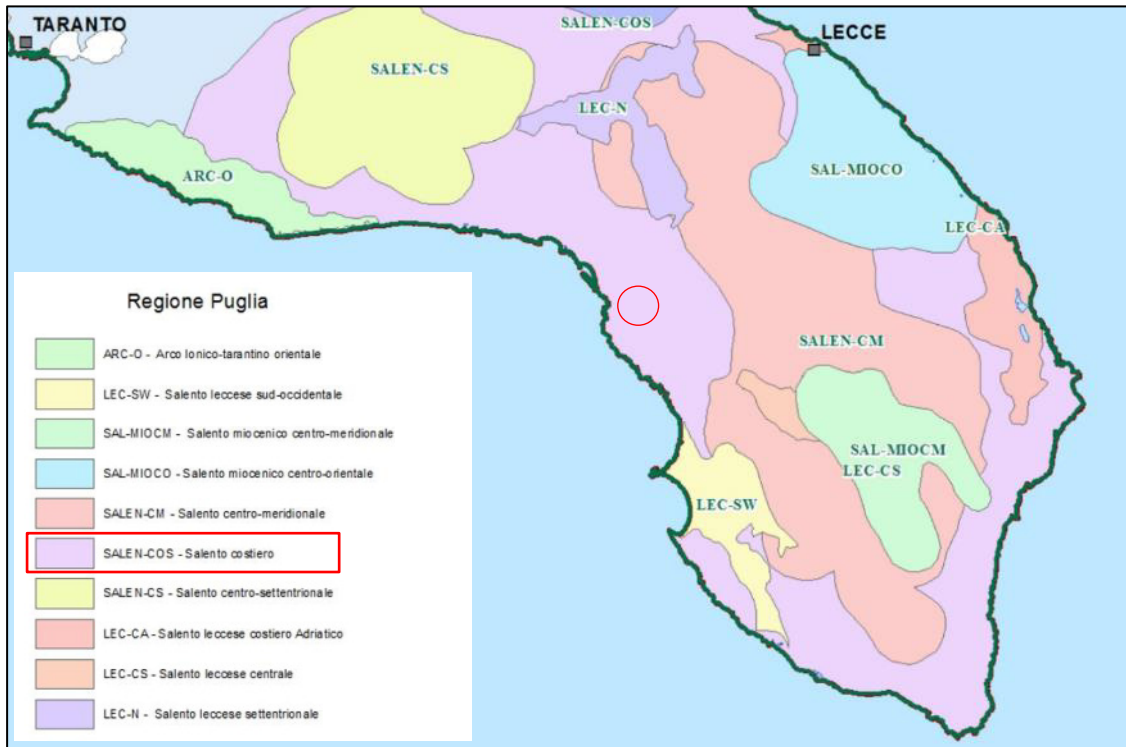 TARANTO
SALEN-COS
LECCE
SALEN-CS
LEC-N
ARC-O
SAL-MIOCO
LEC-CA
SALEN-CM
SAL-MIOCM
LEC-CS
LEC-SW
Regione Puglia
ARC-O - Arco Ionico-tarantino orientale
LEC-SW - Salento leccese sud-occidentale
SAL-MIOCM - Salento miocenico centro-meridionale
SAL-MIOCO - Salento miocenico centro-orientale
SALEN-CM - Salento centro-meridionale
SALEN-COS - Salento costiero
SALEN-CS - Salento centro-settentrionale
LEC-CA - Salento leccese costiero Adriatico
LEC-CS - Salento leccese centrale
LEC-N - Salento leccese settentrionale